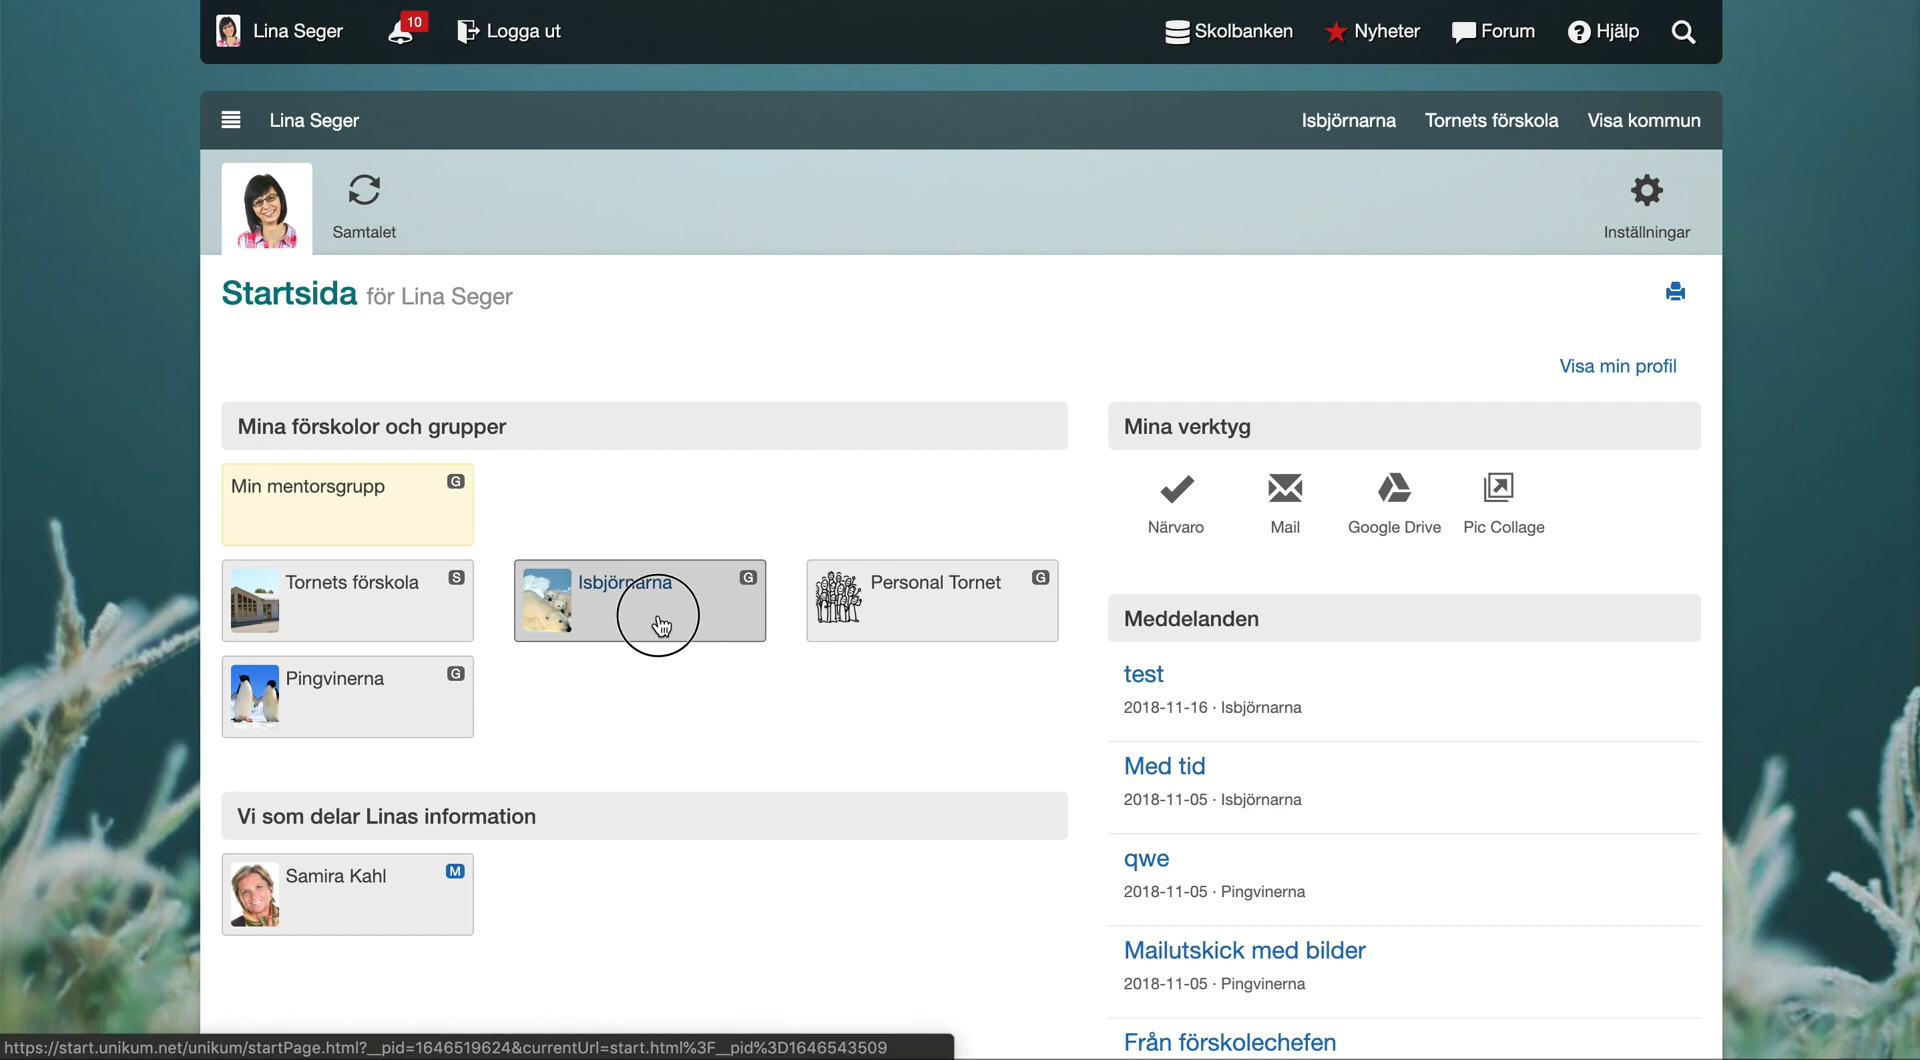 Lina Seger 10 Logga ut Skolbanken Nyheter Forum Hjälp
Lina Seger Isbjörnarna Tornets förskola Visa kommun
Samtalet Inställningar
Startsida för Lina Seger
Visa min profil
Mina förskolor och grupper
Min mentorsgrupp G
Tornets förskola S
Isbjörnarna G
Personal Tornet G
Pingvinerna G
Vi som delar Linas information
Samira Kahl M
Mina verktyg
Närvaro Mail Google Drive Pic Collage
Meddelanden
test
2018-11-16 · Isbjörnarna
Med tid
2018-11-05 · Isbjörnarna
qwe
2018-11-05 · Pingvinerna
Mailutskick med bilder
2018-11-05 · Pingvinerna
Från förskolechefen
https://start.unikum.net/unikum/startPage.html?__pid=1646519624&currentUrl=start.html%3F__pid%3D1646543509